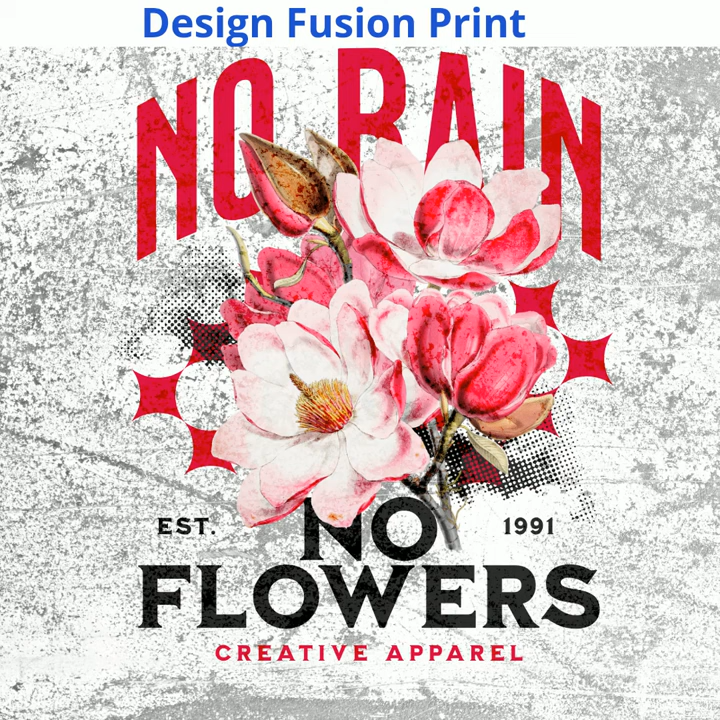 Design Fusion Print
NO RAIN
EST. NO 1991
FLOWERS
CREATIVE APPAREL